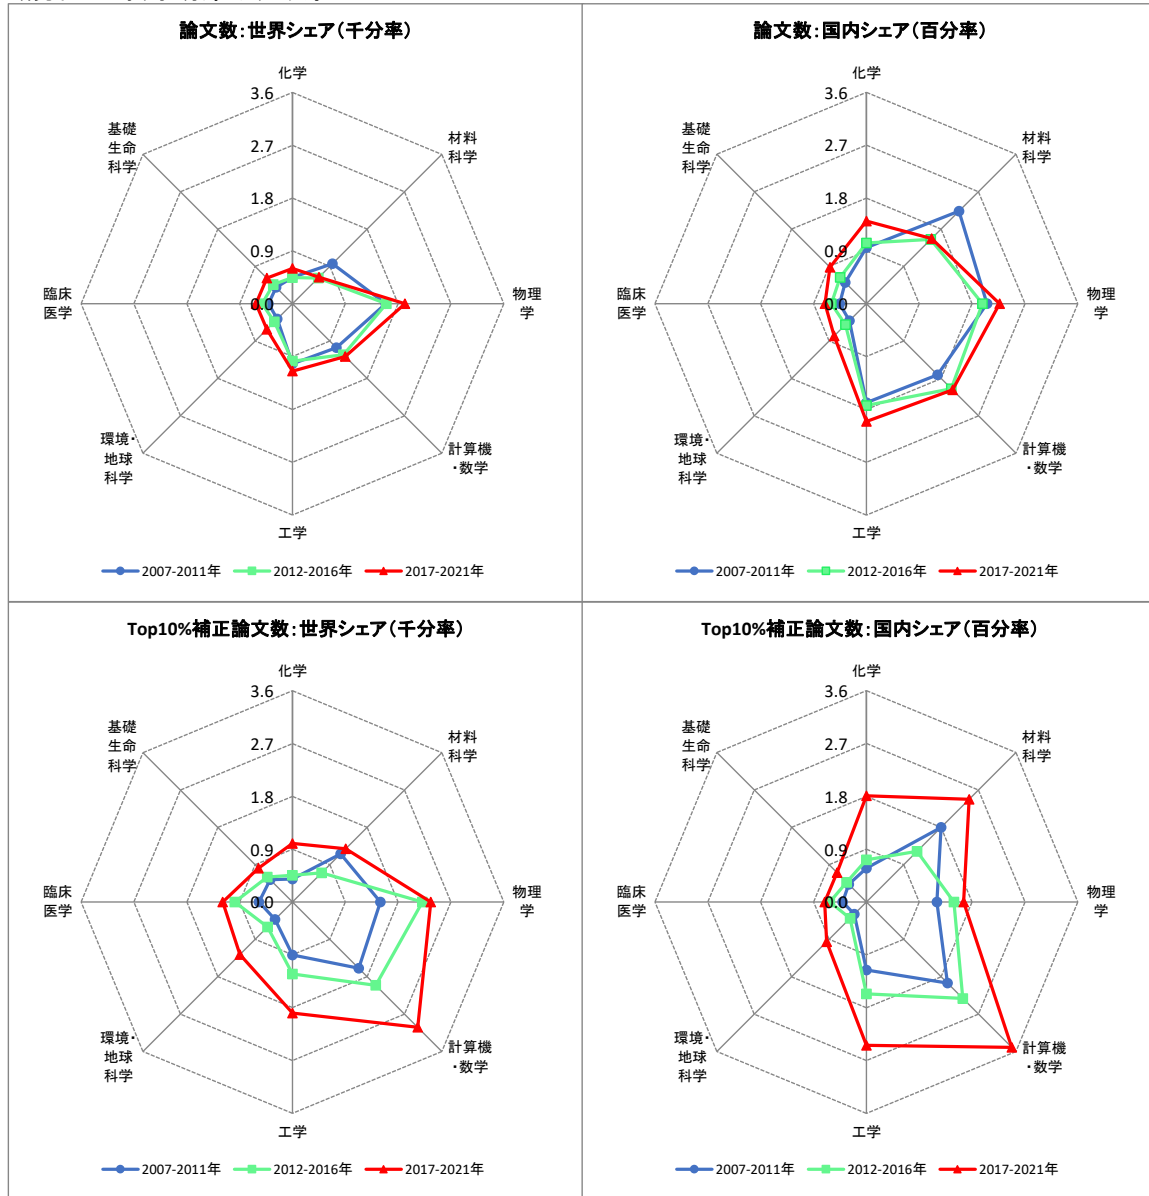 論文数：世界シェア（千分率）
化学
3.6
2.7
1.8
0.9
0.0
材料
科学
物理
学
計算機
・数学
工学
環境・
地球
科学
臨床
医学
基礎
生命
科学
2007-2011年
2012-2016年
2017-2021年
論文数：国内シェア（百分率）
化学
3.6
2.7
1.8
0.9
0.0
材料
科学
物理
学
計算機
・数学
工学
環境・
地球
科学
臨床
医学
基礎
生命
科学
2007-2011年
2012-2016年
2017-2021年
Top10%補正論文数：世界シェア（千分率）
化学
3.6
2.7
1.8
0.9
0.0
材料
科学
物理
学
計算機
・数学
工学
環境・
地球
科学
臨床
医学
基礎
生命
科学
2007-2011年
2012-2016年
2017-2021年
Top10%補正論文数：国内シェア（百分率）
化学
3.6
2.7
1.8
0.9
0.0
材料
科学
物理
学
計算機
・数学
工学
環境・
地球
科学
臨床
医学
基礎
生命
科学
2007-2011年
2012-2016年
2017-2021年